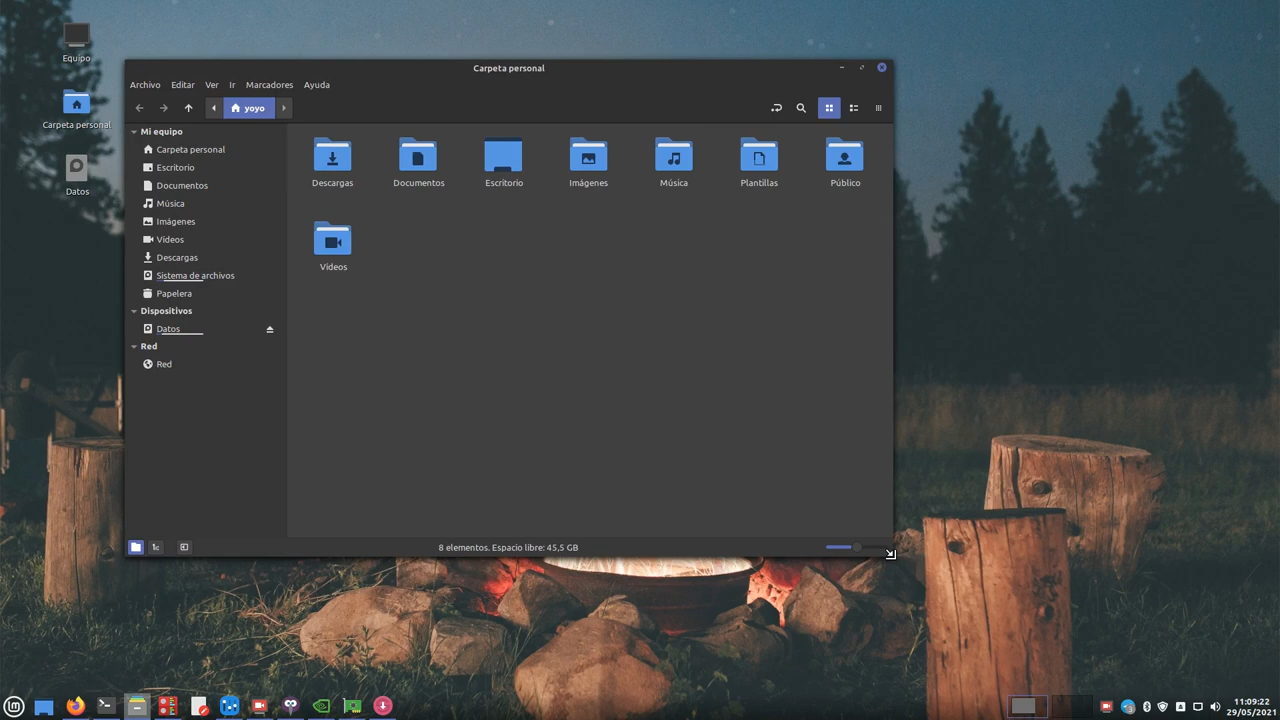 Equipo
Carpeta personal
Datos
Carpeta personal
Archivo Editar Ver Ir Marcadores Ayuda
yoyo
Mi equipo
Carpeta personal
Escritorio
Documentos
Música
Imágenes
Vídeos
Descargas
Sistema de archivos
Papelera
Dispositivos
Datos
Red
Red
Descargas Documentos Escritorio Imágenes Música Plantillas Público
Vídeos
8 elementos. Espacio libre: 45,5 GB
11:09:22
29/05/2021